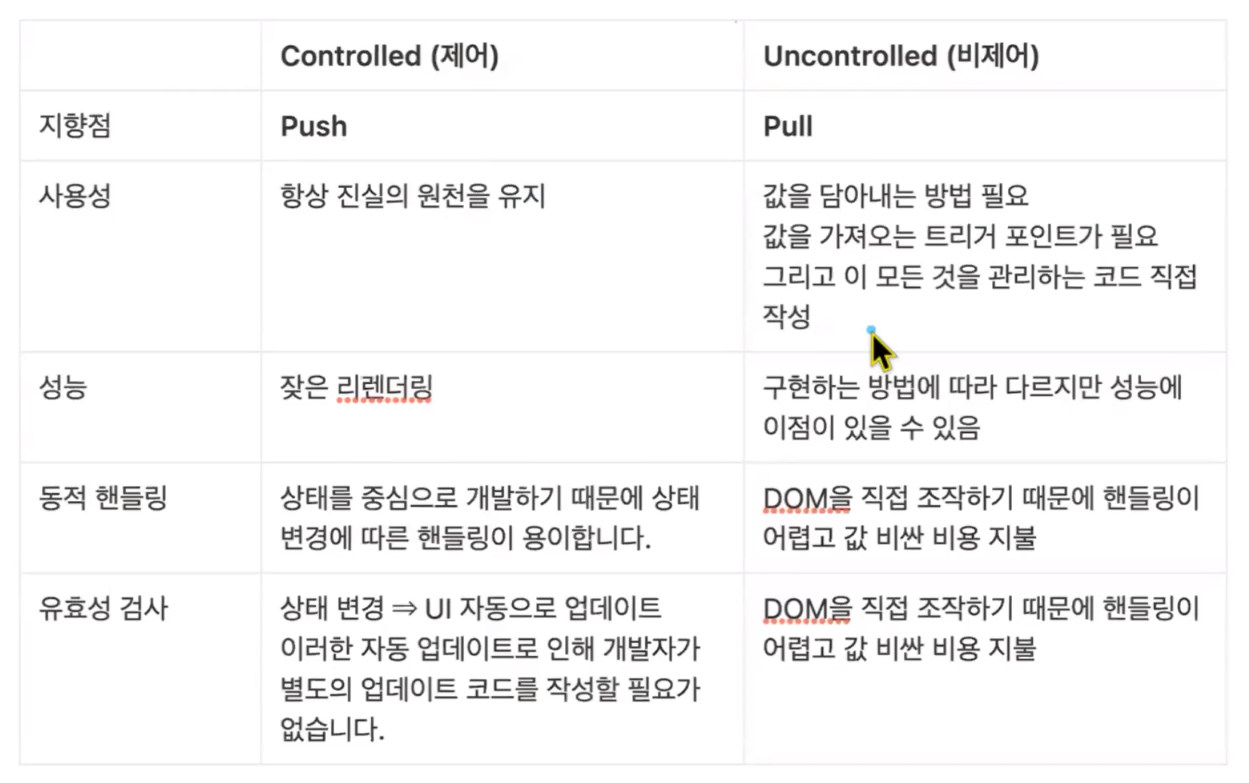 Controlled (제어)
Uncontrolled (비제어)
지향점
Push
Pull
사용성
항상 진실의 원천을 유지
값을 담아내는 방법 필요
값을 가져오는 트리거 포인트가 필요
그리고 이 모든 것을 관리하는 코드 직접
작성
성능
잦은 리렌더링
구현하는 방법에 따라 다르지만 성능에
이점이 있을 수 있음
동적 핸들링
상태를 중심으로 개발하기 때문에 상태
변경에 따른 핸들링이 용이합니다.
DOM을 직접 조작하기 때문에 핸들링이
어렵고 값 비싼 비용 지불
유효성 검사
상태 변경 ⇒ UI 자동으로 업데이트
이러한 자동 업데이트로 인해 개발자가
별도의 업데이트 코드를 작성할 필요가
없습니다.
DOM을 직접 조작하기 때문에 핸들링이
어렵고 값 비싼 비용 지불